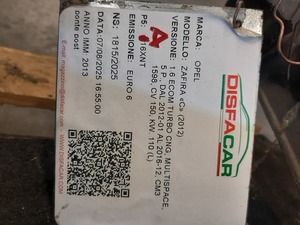 MARCA: OPEL
MODELLO: ZAFIRA «C» (2012)
VERSIONE: 1.6 ECOM TURBO CNG, MULTISPACE,
5 P., DAL 2012-01 AL 2016-12, CM3
1598, CV 150, KW 110 (L)
P5 A16XNT
EMISSIONE: EURO 6
NS: 1815/2025
DATA: 07/08/2025 16:55:00
ANNO IMM: 2013
ponte post
DISFACAR
WWW.DISFACAR.COM